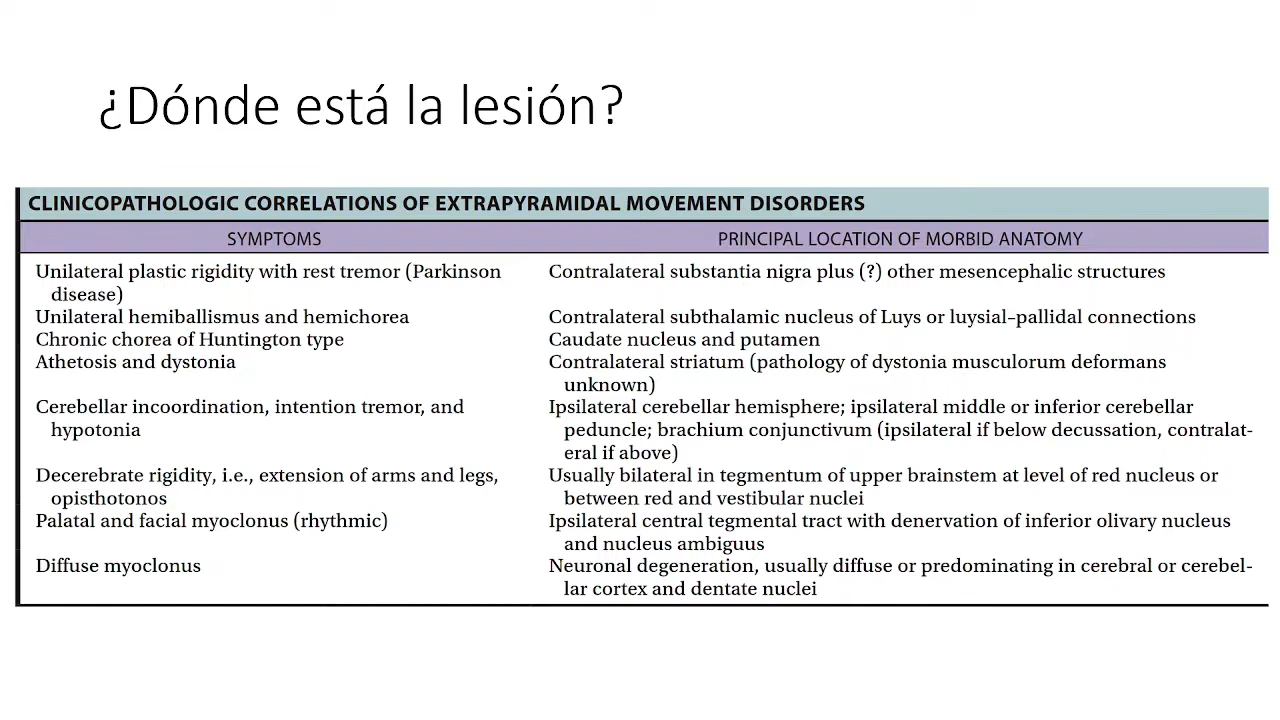 ¿Dónde está la lesión?
CLINICOPATHOLOGIC CORRELATIONS OF EXTRAPYRAMIDAL MOVEMENT DISORDERS
SYMPTOMS
PRINCIPAL LOCATION OF MORBID ANATOMY
Unilateral plastic rigidity with rest tremor (Parkinson
disease)
Contralateral substantia nigra plus (?) other mesencephalic structures
Unilateral hemiballismus and hemichorea
Contralateral subthalamic nucleus of Luys or luysial–pallidal connections
Chronic chorea of Huntington type
Caudate nucleus and putamen
Athetosis and dystonia
Contralateral striatum (pathology of dystonia musculorum deformans
unknown)
Cerebellar incoordination, intention tremor, and
hypotonia
Ipsilateral cerebellar hemisphere; ipsilateral middle or inferior cerebellar
peduncle; brachium conjunctivum (ipsilateral if below decussation, contralat-
eral if above)
Decerebrate rigidity, i.e., extension of arms and legs,
opisthotonos
Usually bilateral in tegmentum of upper brainstem at level of red nucleus or
between red and vestibular nuclei
Palatal and facial myoclonus (rhythmic)
Ipsilateral central tegmental tract with denervation of inferior olivary nucleus
and nucleus ambiguus
Diffuse myoclonus
Neuronal degeneration, usually diffuse or predominating in cerebral or cerebel-
lar cortex and dentate nuclei